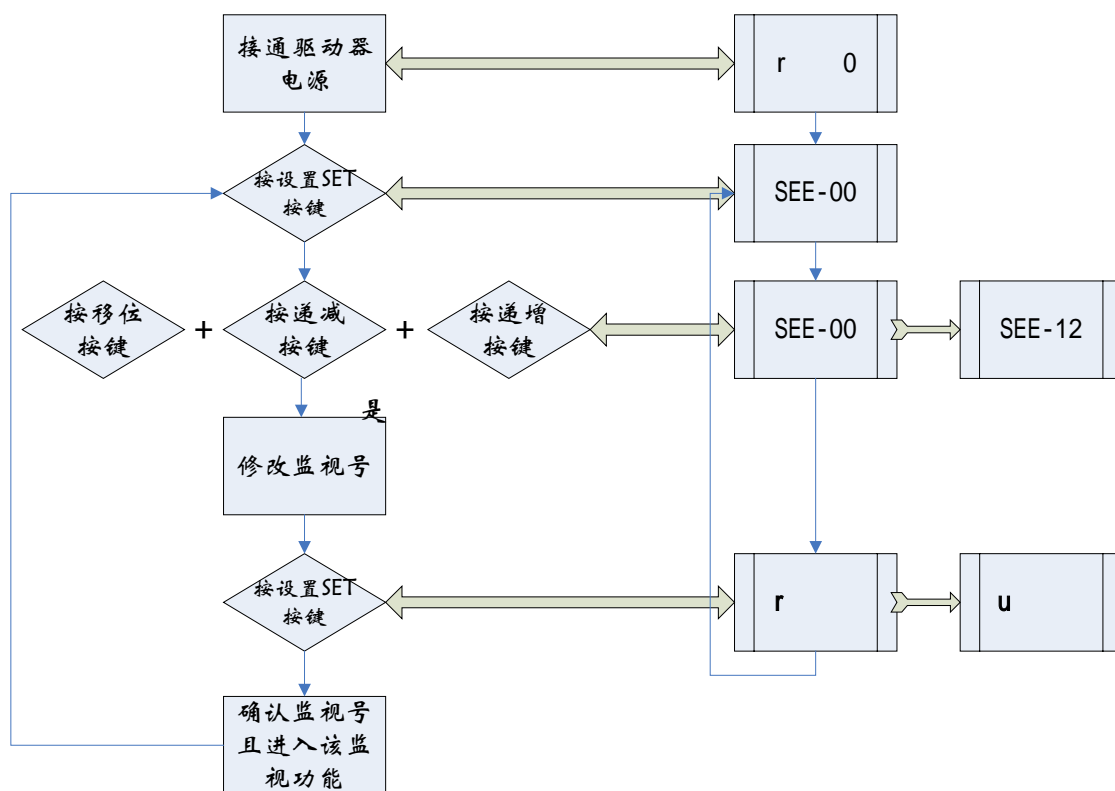 接通驱动器
电源
r 0
按设置SET
按键
SEE-00
按移位
按键
+
按递减
按键
+
按递增
按键
SEE-00
SEE-12
是
修改监视号
按设置SET
按键
r
u
确认监视号
且进入该监
视功能